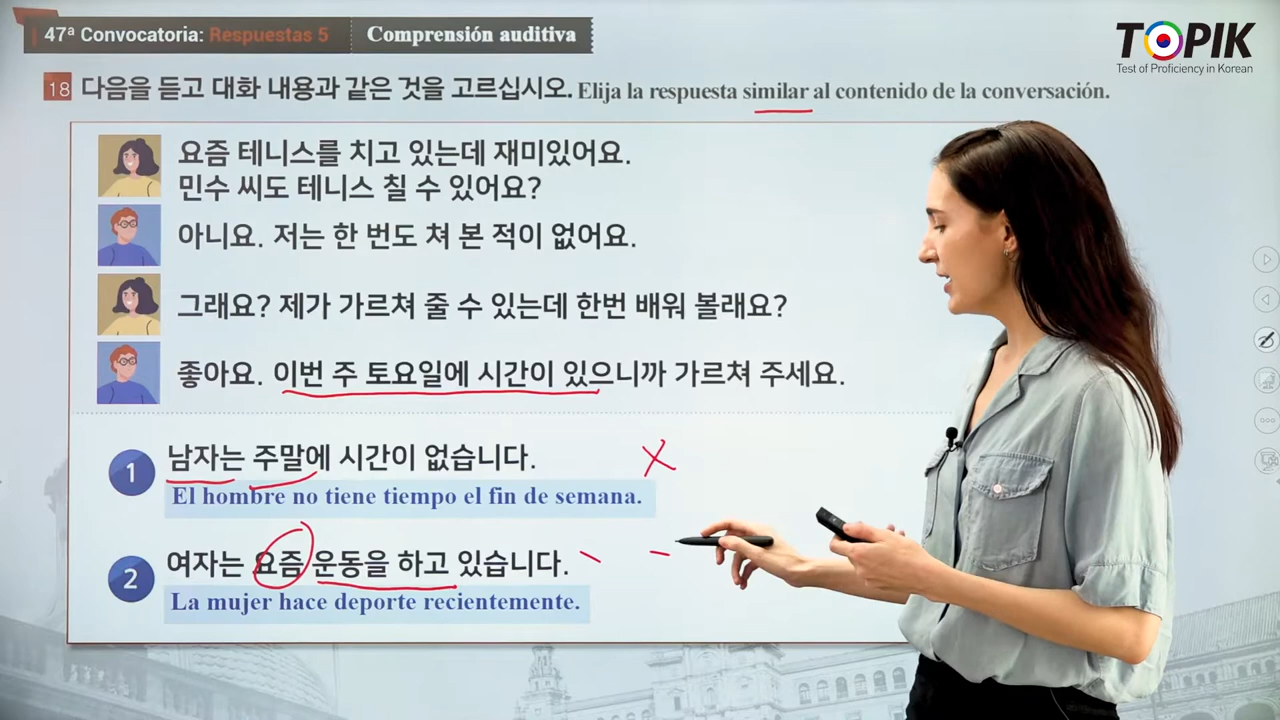 47ª Convocatoria: Respuestas 5 Comprensión auditiva
TOPIK
Test of Proficiency in Korean
18 다음을 듣고 대화 내용과 같은 것을 고르십시오. Elija la respuesta similar al contenido de la conversación.
요즘 테니스를 치고 있는데 재미있어요.
민수 씨도 테니스 칠 수 있어요?
아니요. 저는 한 번도 쳐 본 적이 없어요.
그래요? 제가 가르쳐 줄 수 있는데 한번 배워 볼래요?
좋아요. 이번 주 토요일에 시간이 있으니까 가르쳐 주세요.
1 남자는 주말에 시간이 없습니다.
El hombre no tiene tiempo el fin de semana.
2 여자는 요즘 운동을 하고 있습니다.
La mujer hace deporte recientemente.